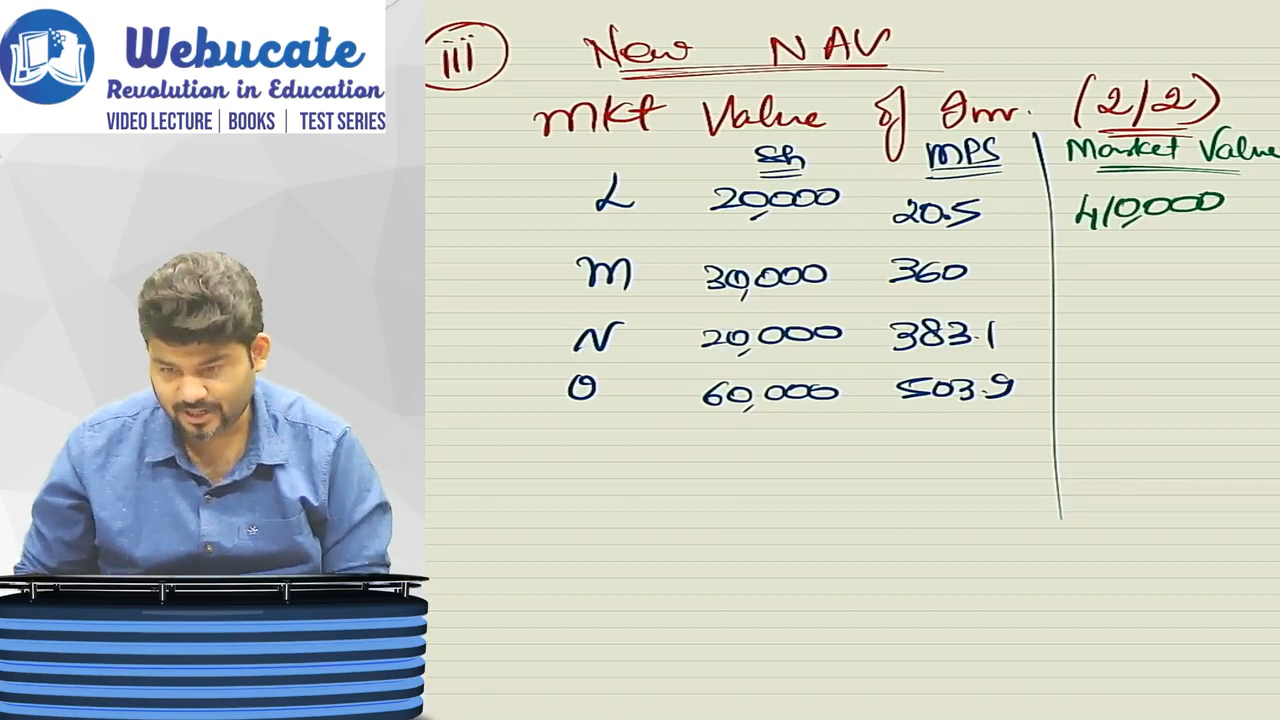 Webucate
Revolution in Education
VIDEO LECTURE | BOOKS | TEST SERIES
iii New NAV
Mkt Value of Inv. (2/2)
Sh MPS Market Value
L 20,000 20.5 410,000
M 30,000 360
N 20,000 383.1
O 60,000 503.9